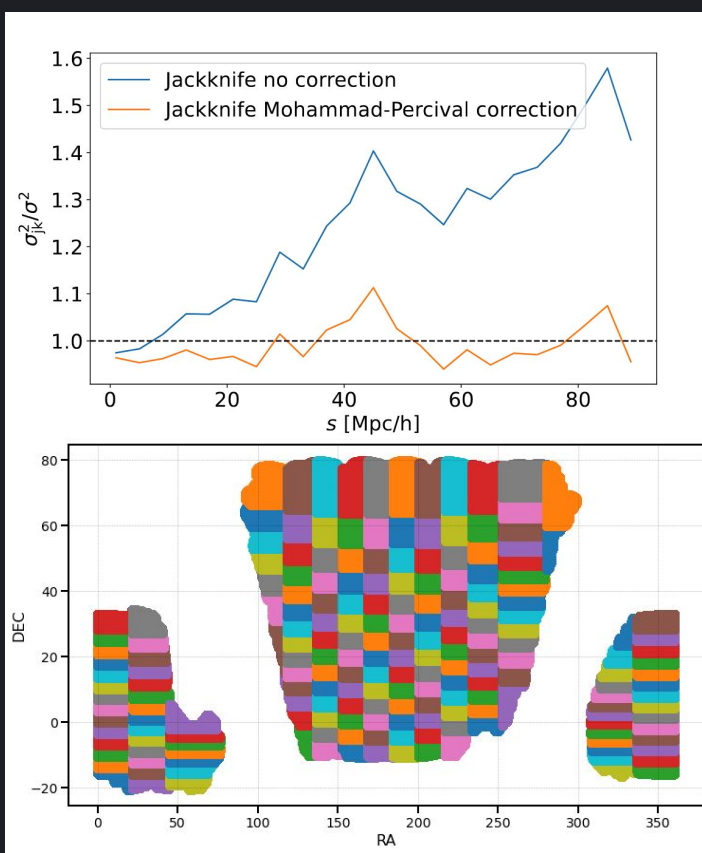 1.6
1.5
1.4
1.3
1.2
1.1
1.0
σ²jk/σ²
Jackknife no correction
Jackknife Mohammad-Percival correction
0 20 40 60 80
s [Mpc/h]
80
60
40
20
0
−20
DEC
0 50 100 150 200 250 300 350
RA